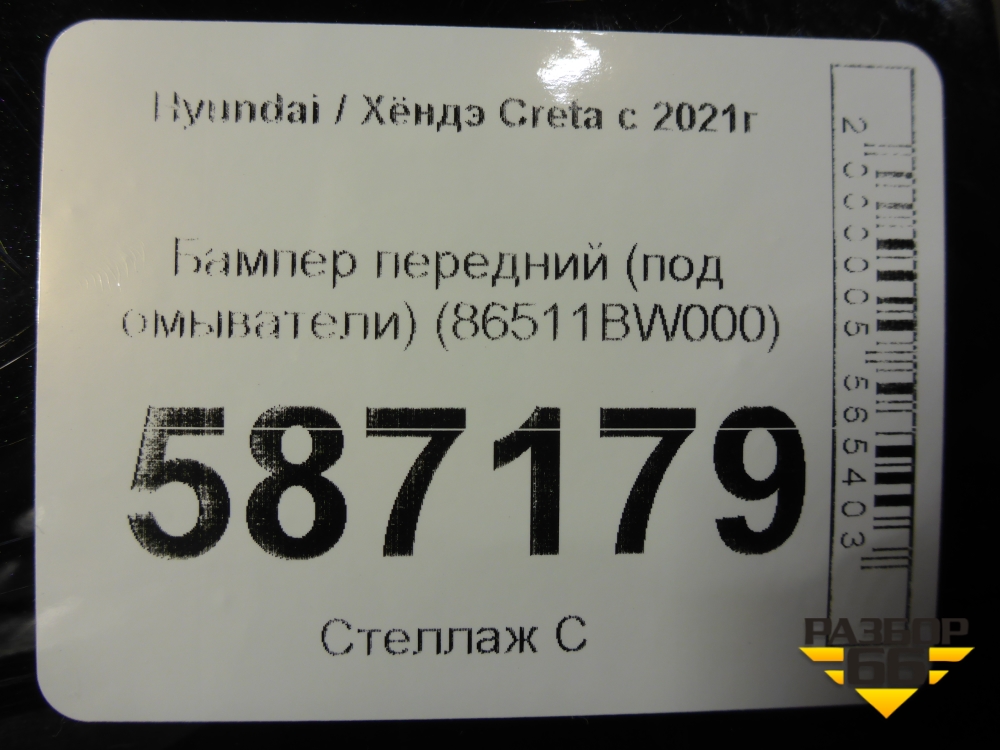 Hyundai / Хёндэ Creta с 2021г
Бампер передний (под
омыватели) (86511BW000)
587179
Стеллаж С
2000005565403
РАЗБОР
66